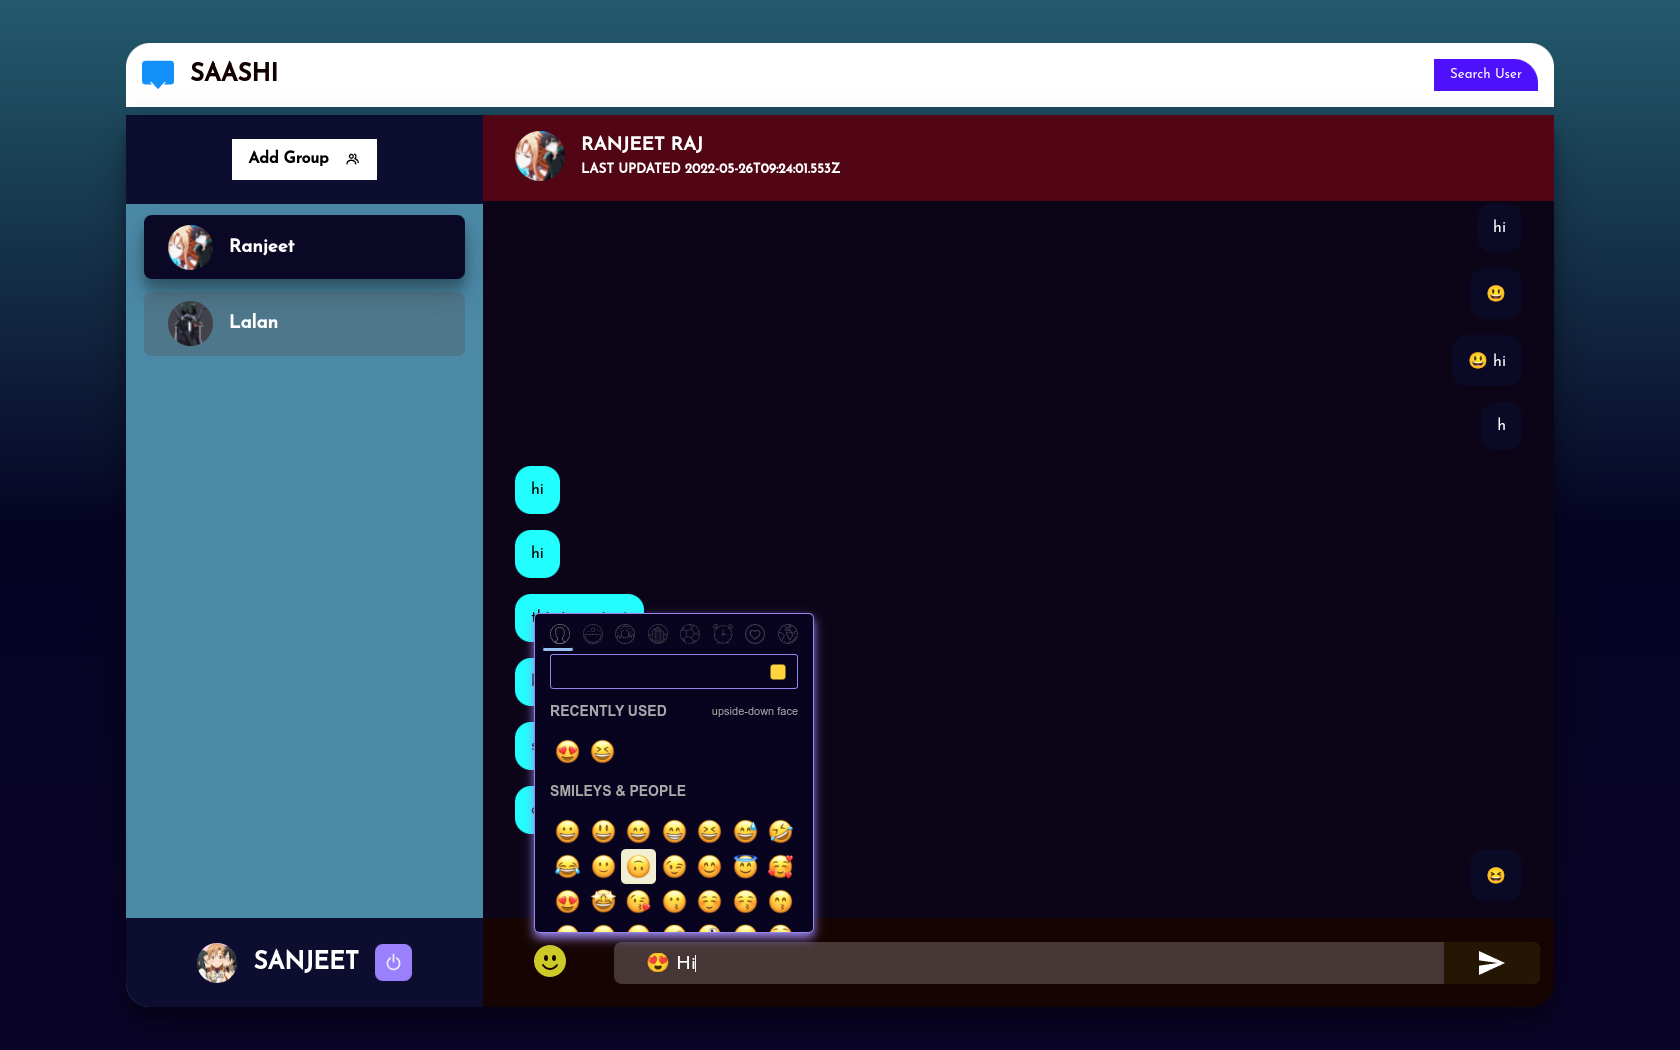 SAASHI
Search User
Add Group
RANJEET RAJ
LAST UPDATED 2022-05-26T09:24:01.553Z
Ranjeet
Lalan
hi
😃
😃 hi
h
hi
hi
RECENTLY USED
upside-down face
SMILEYS & PEOPLE
😆
SANJEET
😍 Hi